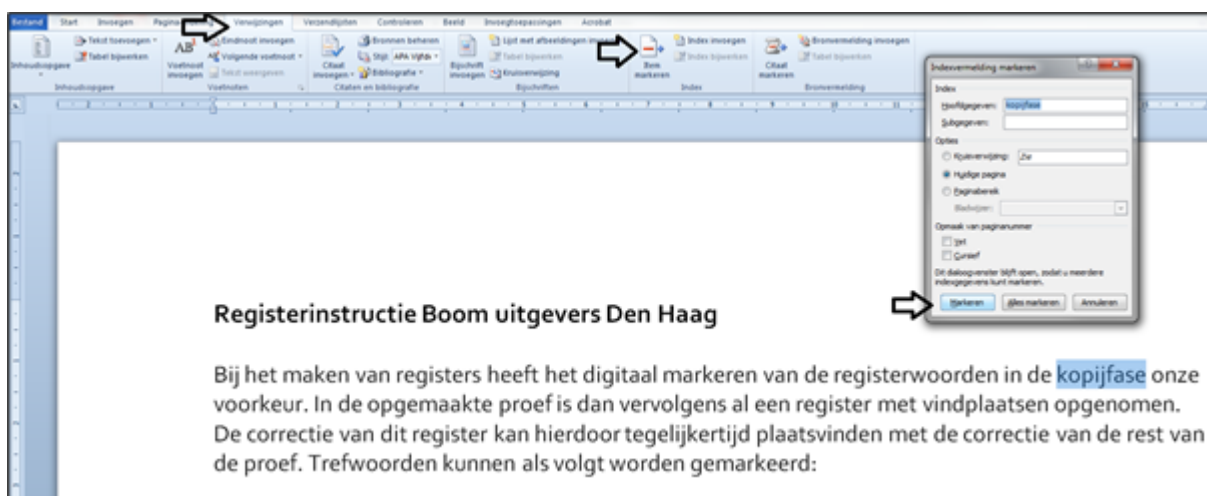 Bestand Start Invoegen Verwijzingen Verzendlijsten Controleren Beeld Invoegtoepassingen Acrobat
Tekst toevoegen
Tabel bijwerken
Inhoudsopgave
AB¹
Voetnoot
invoegen
Eindnoot invoegen
Volgende voetnoot
Tekst weergeven
Citaat
invoegen
Bronnen beheren
Stijl:
Bibliografie
Bijschrift
invoegen
Lijst met afbeeldingen
Tabel bijwerken
Kruisverwijzing
Item
markeren
Index invoegen
Index bijwerken
Citaat
markeren
Bronvermelding invoegen
Tabel bijwerken
Inhoudsopgave Voetnoten Citaten en bibliografie Bijschriften Index Bronvermelding
Indexvermelding markeren
Index
Hoofdgegeven: kopijfase
Subgegeven:
Opties
Kruisverwijzing: Zie
Huidige pagina
Paginabereik
Bladwijzer:
Opmaak van paginanummer
Vet
Cursief
Dit dialoogvenster blijft open, zodat u meerdere
indexgegevens kunt markeren.
Markeren Alles markeren Annuleren
Registerinstructie Boom uitgevers Den Haag
Bij het maken van registers heeft het digitaal markeren van de registerwoorden in de kopijfase onze
voorkeur. In de opgemaakte proef is dan vervolgens al een register met vindplaatsen opgenomen.
De correctie van dit register kan hierdoor tegelijkertijd plaatsvinden met de correctie van de rest van
de proef. Trefwoorden kunnen als volgt worden gemarkeerd: